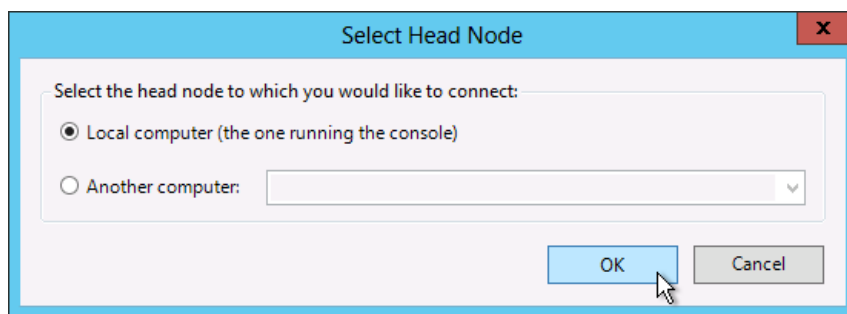 Select Head Node
x
Select the head node to which you would like to connect:
Local computer (the one running the console)
Another computer:
OK
Cancel